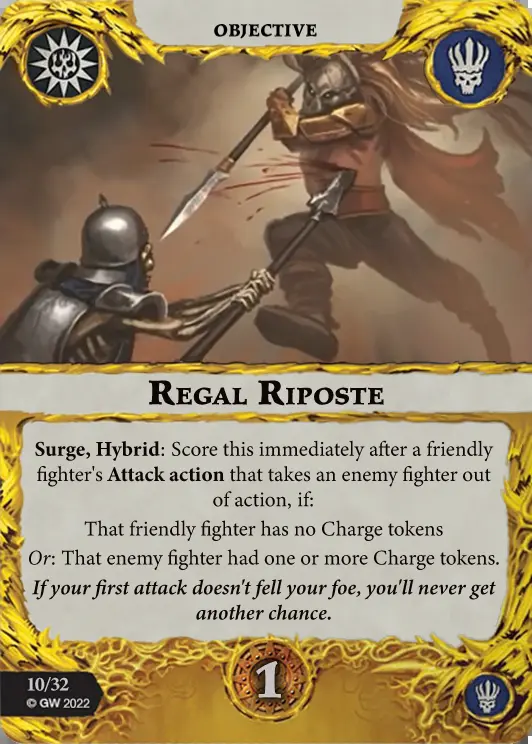 OBJECTIVE
REGAL RIPOSTE
Surge, Hybrid: Score this immediately after a friendly
fighter's Attack action that takes an enemy fighter out
of action, if:
That friendly fighter has no Charge tokens
Or: That enemy fighter had one or more Charge tokens.
If your first attack doesn't fell your foe, you'll never get
another chance.
10/32
© GW 2022
1